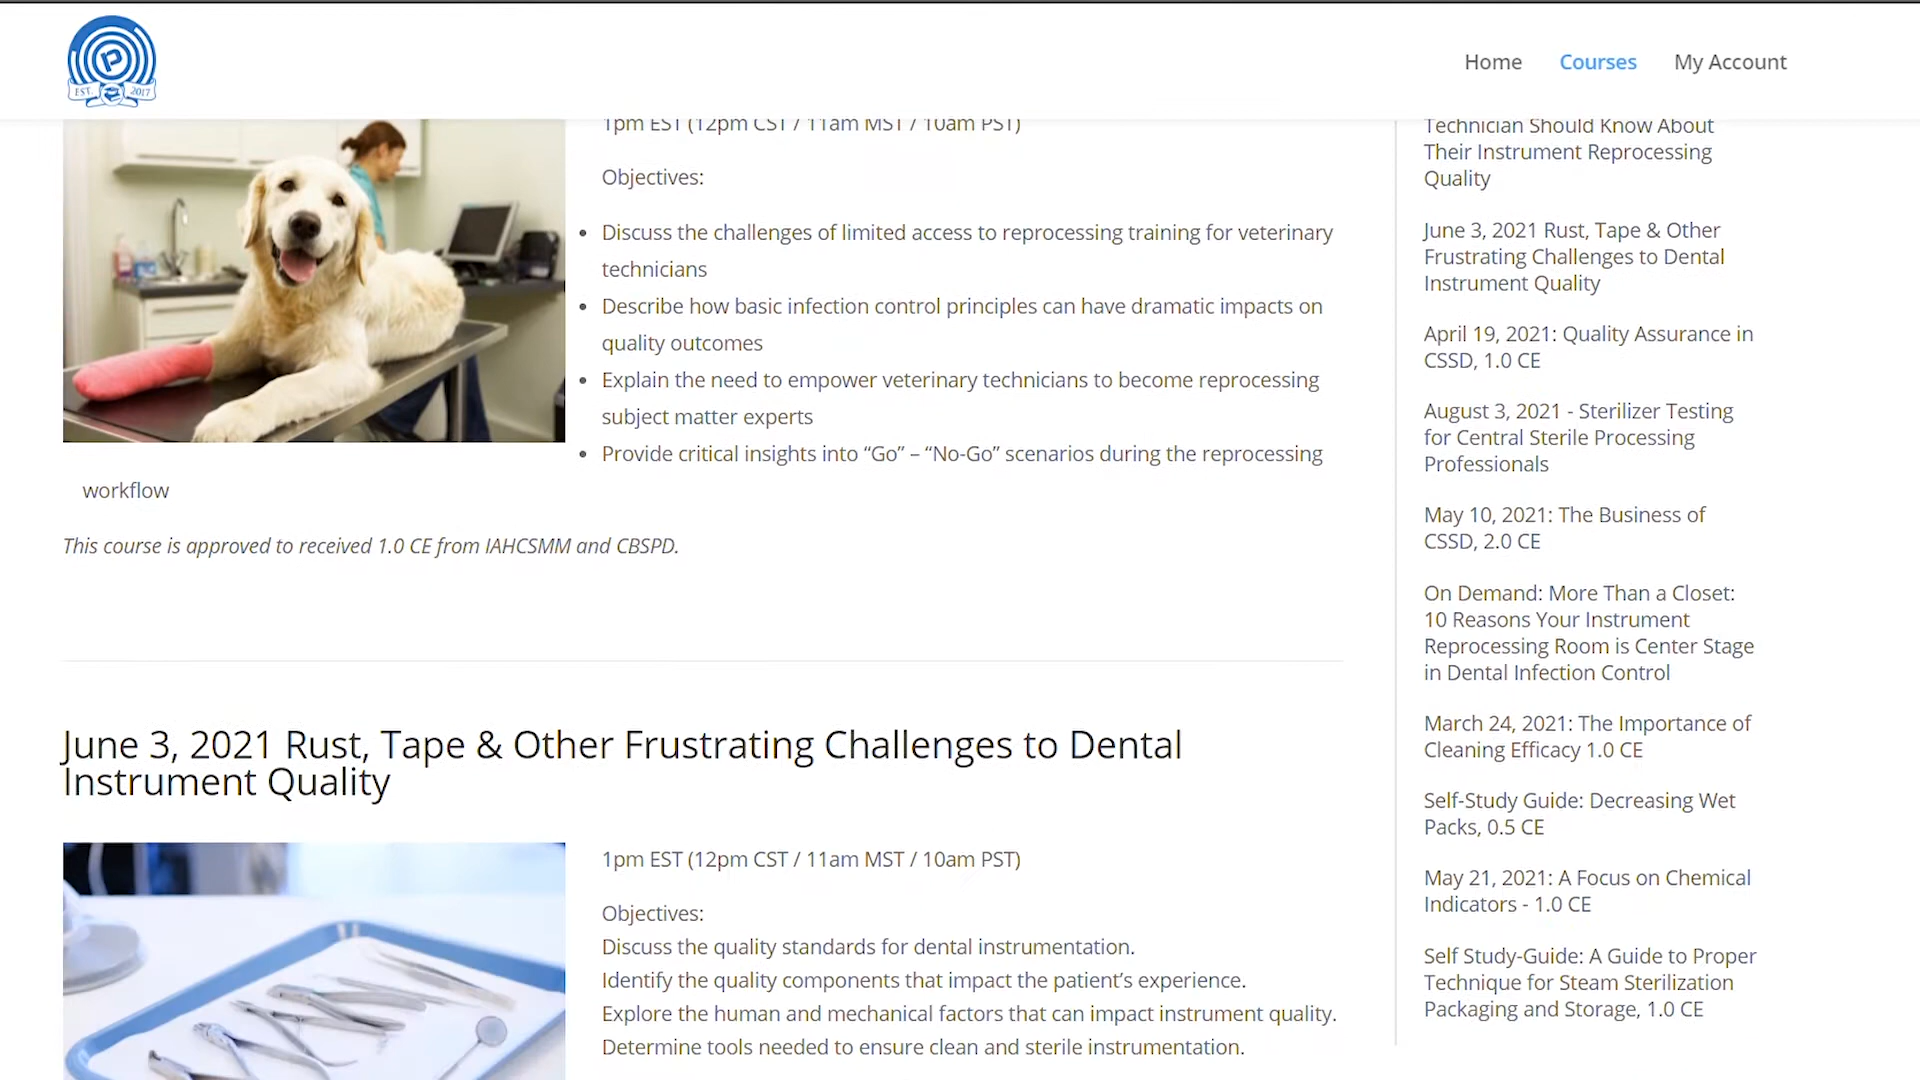 EST. 2017
Home
Courses
My Account
1pm EST (12pm CST / 11am MST / 10am PST)
Objectives:
• Discuss the challenges of limited access to reprocessing training for veterinary
technicians
• Describe how basic infection control principles can have dramatic impacts on
quality outcomes
• Explain the need to empower veterinary technicians to become reprocessing
subject matter experts
• Provide critical insights into “Go” – “No-Go” scenarios during the reprocessing
workflow
This course is approved to received 1.0 CE from IAHCSMM and CBSPD.
June 3, 2021 Rust, Tape & Other Frustrating Challenges to Dental
Instrument Quality
1pm EST (12pm CST / 11am MST / 10am PST)
Objectives:
Discuss the quality standards for dental instrumentation.
Identify the quality components that impact the patient’s experience.
Explore the human and mechanical factors that can impact instrument quality.
Determine tools needed to ensure clean and sterile instrumentation.
Technician Should Know About
Their Instrument Reprocessing
Quality
June 3, 2021 Rust, Tape & Other
Frustrating Challenges to Dental
Instrument Quality
April 19, 2021: Quality Assurance in
CSSD, 1.0 CE
August 3, 2021 - Sterilizer Testing
for Central Sterile Processing
Professionals
May 10, 2021: The Business of
CSSD, 2.0 CE
On Demand: More Than a Closet:
10 Reasons Your Instrument
Reprocessing Room is Center Stage
in Dental Infection Control
March 24, 2021: The Importance of
Cleaning Efficacy 1.0 CE
Self-Study Guide: Decreasing Wet
Packs, 0.5 CE
May 21, 2021: A Focus on Chemical
Indicators - 1.0 CE
Self Study-Guide: A Guide to Proper
Technique for Steam Sterilization
Packaging and Storage, 1.0 CE